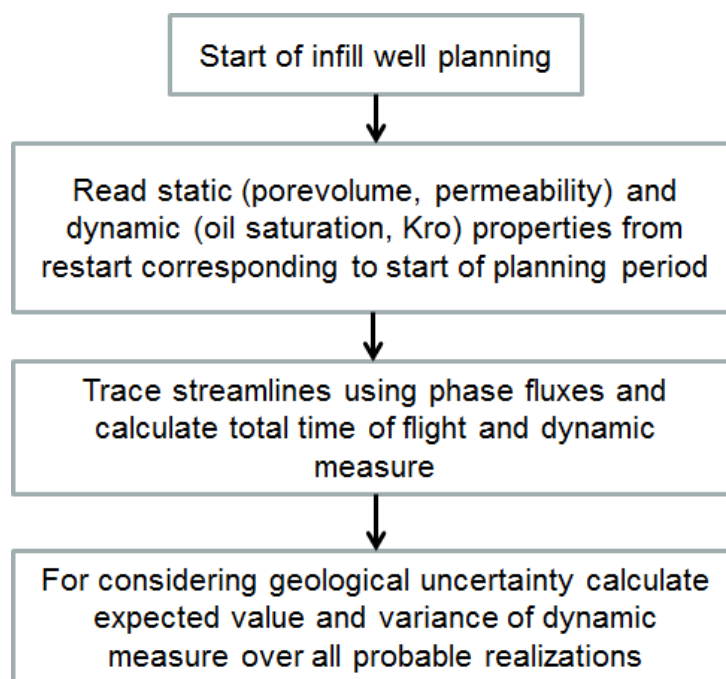 Start of infill well planning
Read static (porevolume, permeability) and
dynamic (oil saturation, Kro) properties from
restart corresponding to start of planning period
Trace streamlines using phase fluxes and
calculate total time of flight and dynamic
measure
For considering geological uncertainty calculate
expected value and variance of dynamic
measure over all probable realizations